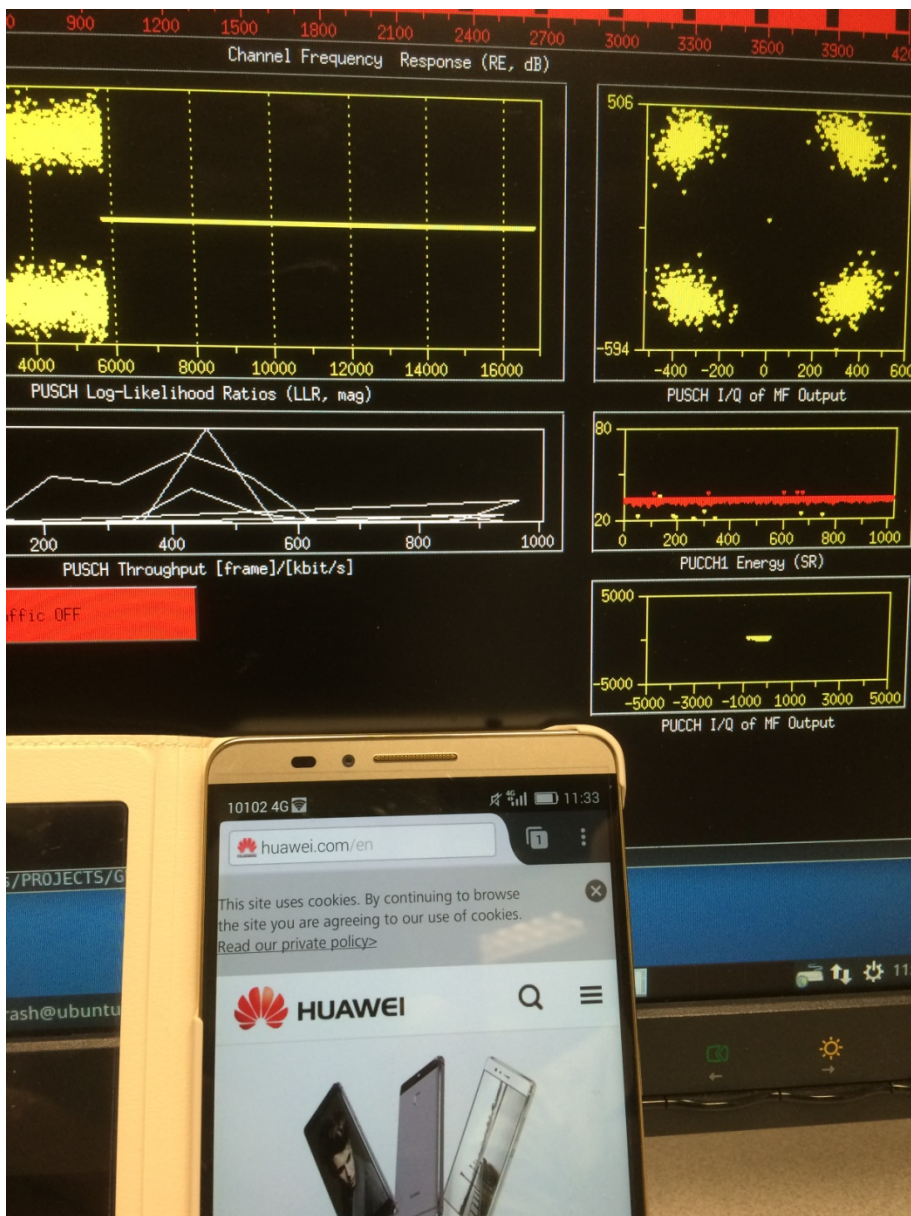 0 900 1200 1500 1800 2100 2400 2700 3000 3300 3600 3900 420
Channel Frequency Response (RE, dB)
4000 6000 8000 10000 12000 14000 16000
PUSCH Log-Likelihood Ratios (LLR, mag)
506
-594
-400 -200 0 200 400 600
PUSCH I/Q of MF Output
200 400 600 800 1000
PUSCH Throughput [frame]/[kbit/s]
80
20
0 200 400 600 800 1000
PUCCH1 Energy (SR)
affic OFF
5000
-5000
-5000 -3000 -1000 1000 3000 5000
PUCCH I/Q of MF Output
10102 4G 4G 11:33
huawei.com/en
1
This site uses cookies. By continuing to browse
the site you are agreeing to our use of cookies.
Read our private policy>
HUAWEI
s/PROJECTS/G
rash@ubuntu
11